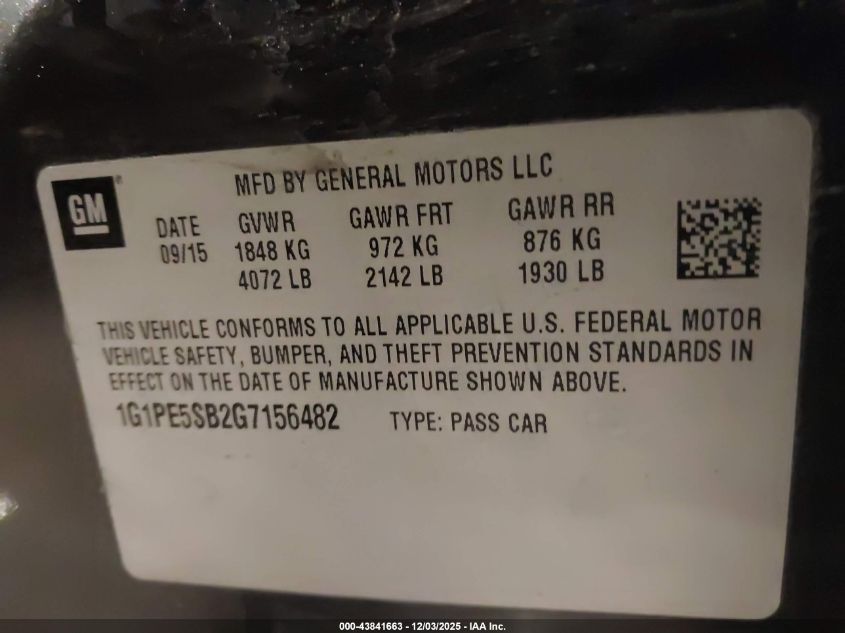 GM®
MFD BY GENERAL MOTORS LLC
DATE GVWR GAWR FRT GAWR RR
09/15 1848 KG 972 KG 876 KG
4072 LB 2142 LB 1930 LB
THIS VEHICLE CONFORMS TO ALL APPLICABLE U.S. FEDERAL MOTOR
VEHICLE SAFETY, BUMPER, AND THEFT PREVENTION STANDARDS IN
EFFECT ON THE DATE OF MANUFACTURE SHOWN ABOVE.
1G1PE5SB2G7156482 TYPE: PASS CAR
000-43841663 - 12/03/2025 - IAA Inc.